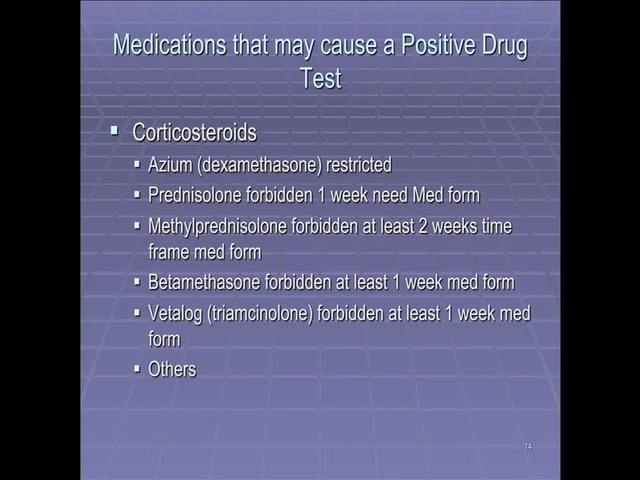 Medications that may cause a Positive Drug
Test
Corticosteroids
Azium (dexamethasone) restricted
Prednisolone forbidden 1 week need Med form
Methylprednisolone forbidden at least 2 weeks time
frame med form
Betamethasone forbidden at least 1 week med form
Vetalog (triamcinolone) forbidden at least 1 week med
form
Others
14